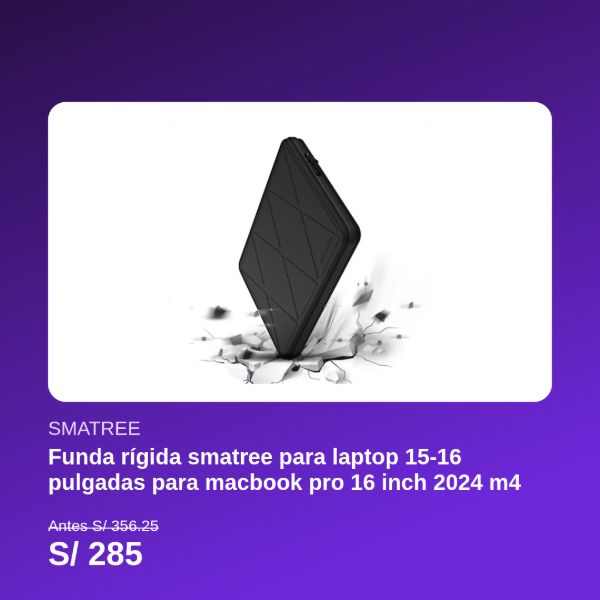 SMATREE
Funda rígida smatree para laptop 15-16
pulgadas para macbook pro 16 inch 2024 m4
Antes S/ 356.25
S/ 285